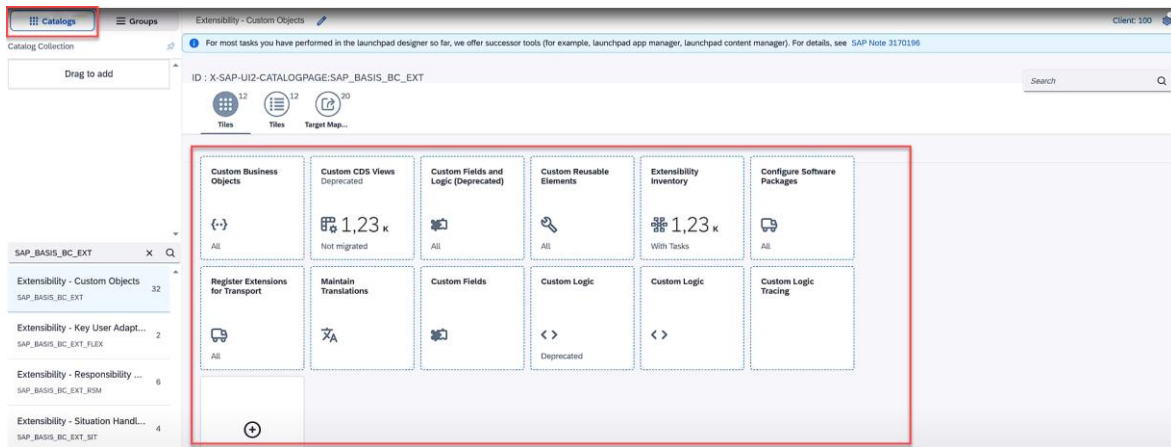 Catalogs
Groups
Extensibility - Custom Objects
Client: 100
Catalog Collection
For most tasks you have performed in the launchpad designer so far, we offer successor tools (for example, launchpad app manager, launchpad content manager). For details, see SAP Note 3170196
Drag to add
ID : X-SAP-UI2-CATALOGPAGE:SAP_BASIS_BC_EXT
Search
12
12
20
Tiles
Tiles
Target Map...
Custom Business
Objects
All
Custom CDS Views
Deprecated
1,23 K
Not migrated
Custom Fields and
Logic (Deprecated)
All
Custom Reusable
Elements
All
Extensibility
Inventory
1,23 K
With Tasks
Configure Software
Packages
All
Register Extensions
for Transport
All
Maintain
Translations
Custom Fields
Custom Logic
Deprecated
Custom Logic
Custom Logic
Tracing
SAP_BASIS_BC_EXT
Extensibility - Custom Objects
32
SAP_BASIS_BC_EXT
Extensibility - Key User Adapt...
2
SAP_BASIS_BC_EXT_FLEX
Extensibility - Responsibility ...
6
SAP_BASIS_BC_EXT_RSM
Extensibility - Situation Handl...
4
SAP_BASIS_BC_EXT_SIT